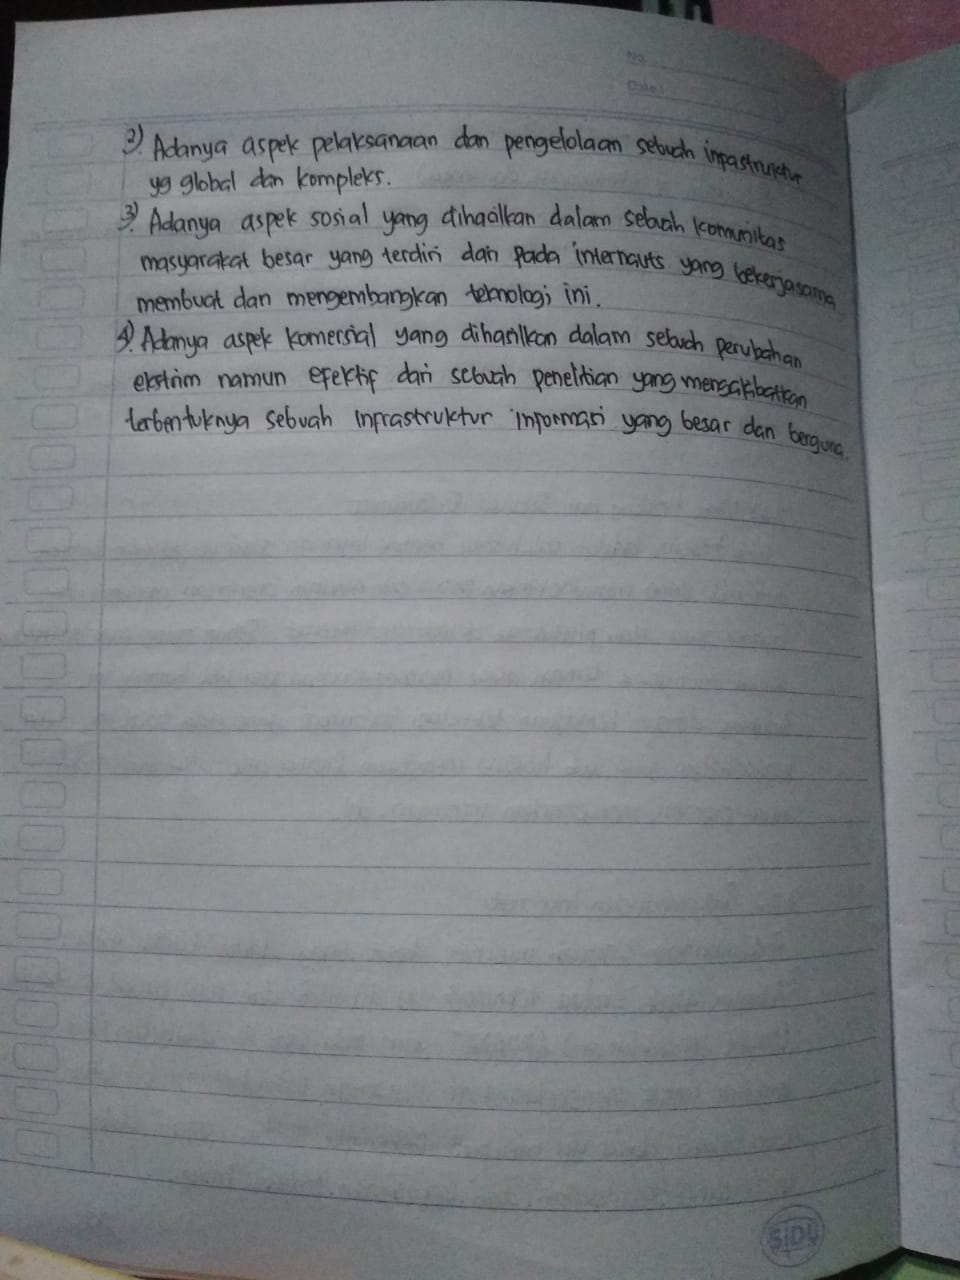 No.
Date:
2). Adanya aspek pelaksanaan dan pengelolaan sebuah inprastruktur
yg global dan kompleks.
3). Adanya aspek sosial yang dihasilkan dalam sebuah komunitas
masyarakat besar yang terdiri dari pada internauts yang bekerjasama
membuat dan mengembangkan teknologi ini.
4). Adanya aspek komersial yang dihasilkan dalam sebuah perubahan
ekstrim namun efektif dari sebuah penelitian yang mengakibatkan
terbentuknya sebuah inprastruktur informasi yang besar dan berguna.
SIDU